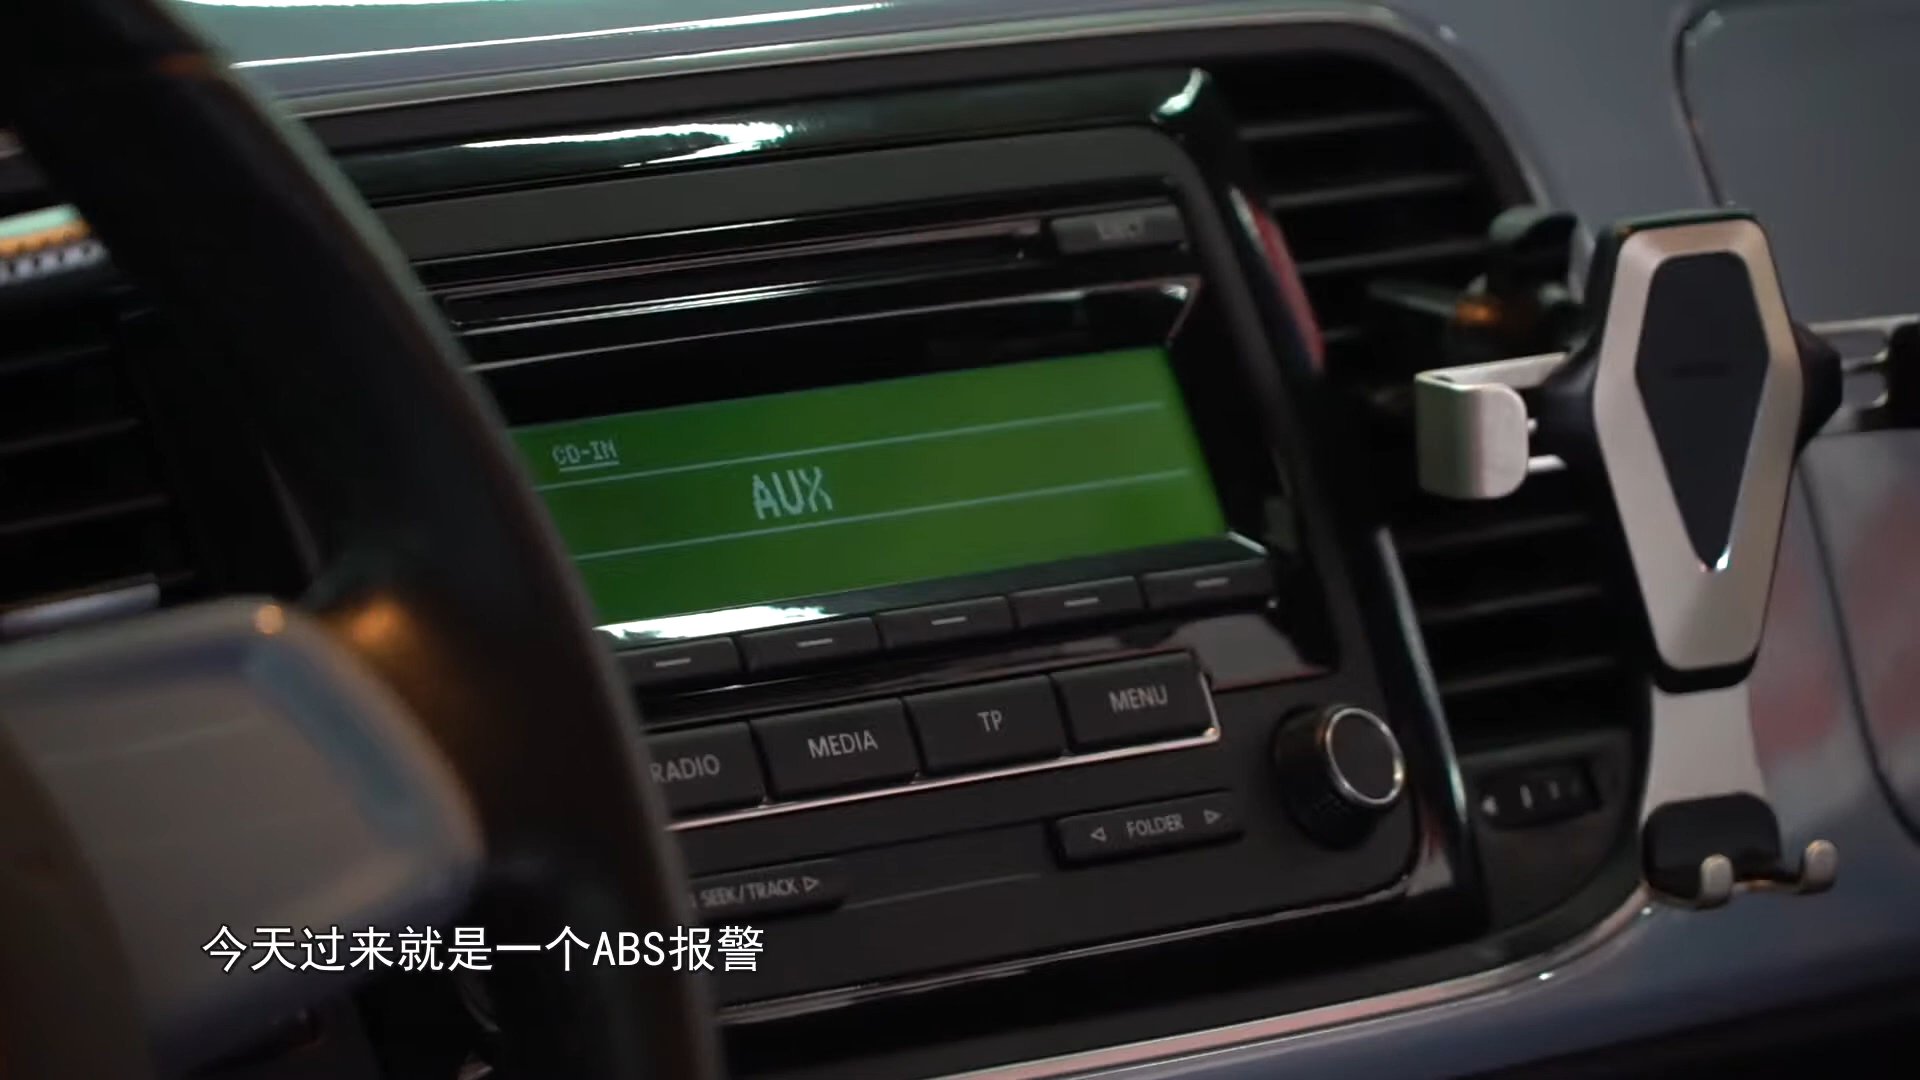 EJECT
CD-IN
AUX
RADIO
MEDIA
TP
MENU
◁ FOLDER ▷
SEEK/TRACK ▷
今天过来就是一个ABS报警